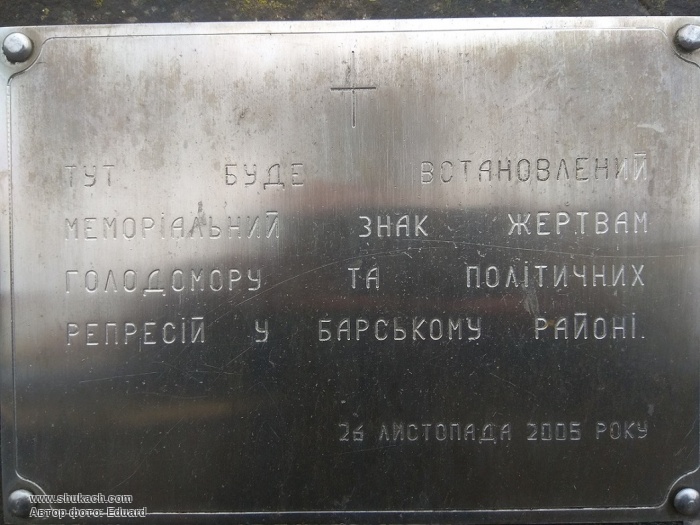 ТУТ БУДЕ ВСТАНОВЛЕНИЙ
МЕМОРІАЛЬНИЙ ЗНАК ЖЕРТВАМ
ГОЛОДОМОРУ ТА ПОЛІТИЧНИХ
РЕПРЕСІЙ У БАРСЬКОМУ РАЙОНІ.
26 ЛИСТОПАДА 2005 РОКУ
www.shukach.com
Автор фото: Eduard